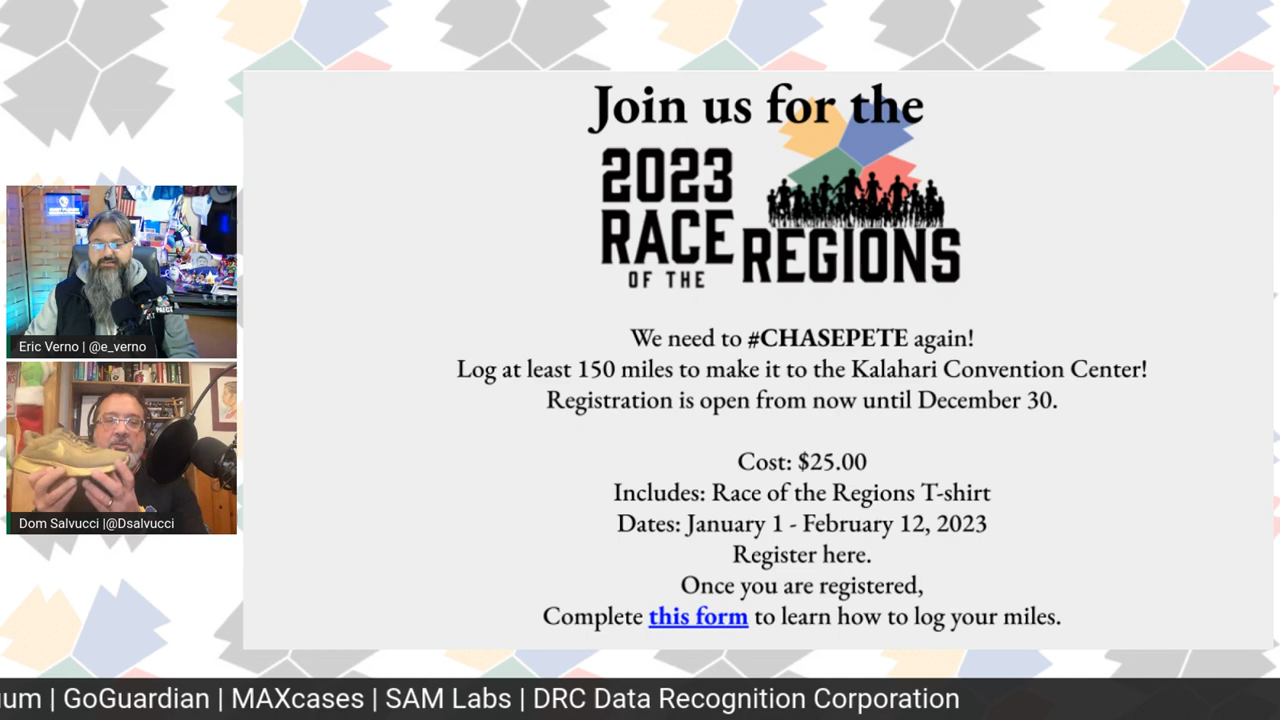 Join us for the
2023
RACE
OF THE
REGIONS
We need to #CHASEPETE again!
Log at least 150 miles to make it to the Kalahari Convention Center!
Registration is open from now until December 30.
Cost: $25.00
Includes: Race of the Regions T-shirt
Dates: January 1 - February 12, 2023
Register here.
Once you are registered,
Complete this form to learn how to log your miles.
Eric Verno | @e_verno
Dom Salvucci |@Dsalvucci
| GoGuardian | MAXcases | SAM Labs | DRC Data Recognition Corporation